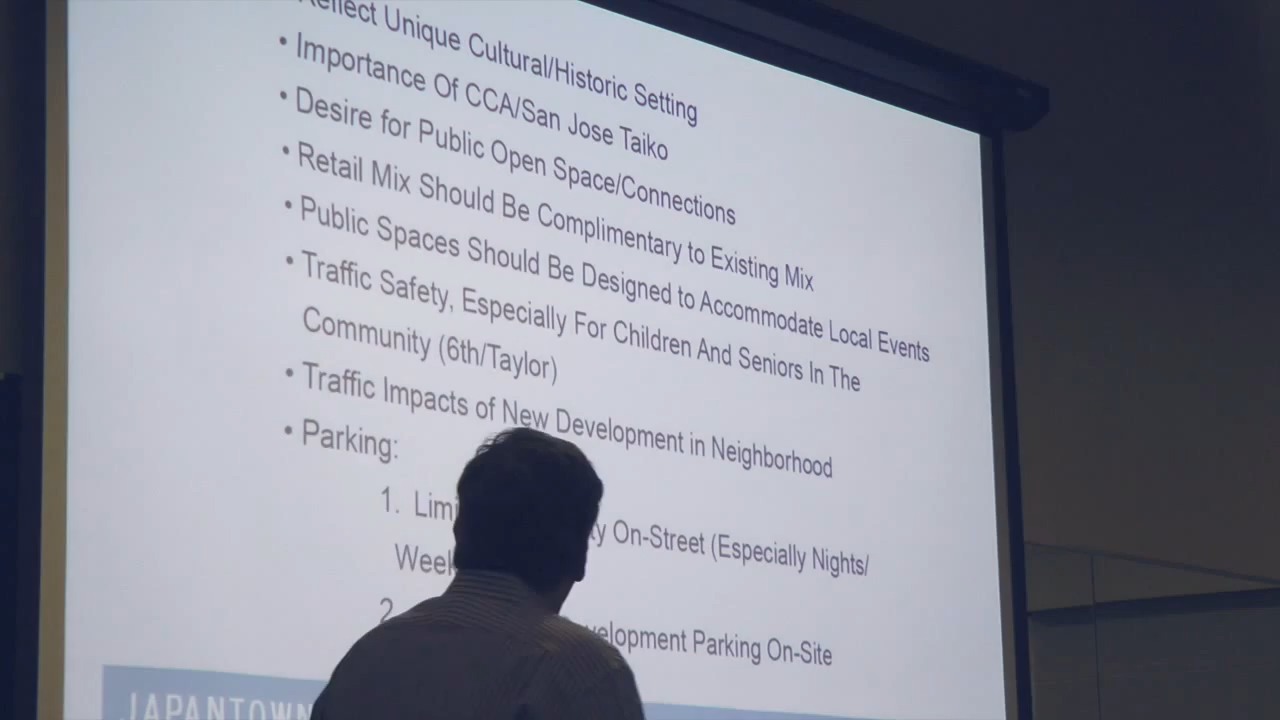 Reflect Unique Cultural/Historic Setting
• Importance Of CCA/San Jose Taiko
• Desire for Public Open Space/Connections
• Retail Mix Should Be Complimentary to Existing Mix
• Public Spaces Should Be Designed to Accommodate Local Events
• Traffic Safety, Especially For Children And Seniors In The
Community (6th/Taylor)
• Traffic Impacts of New Development in Neighborhood
• Parking:
1. On-Street (Especially Nights/
2. Parking On-Site
JAPANTOWN